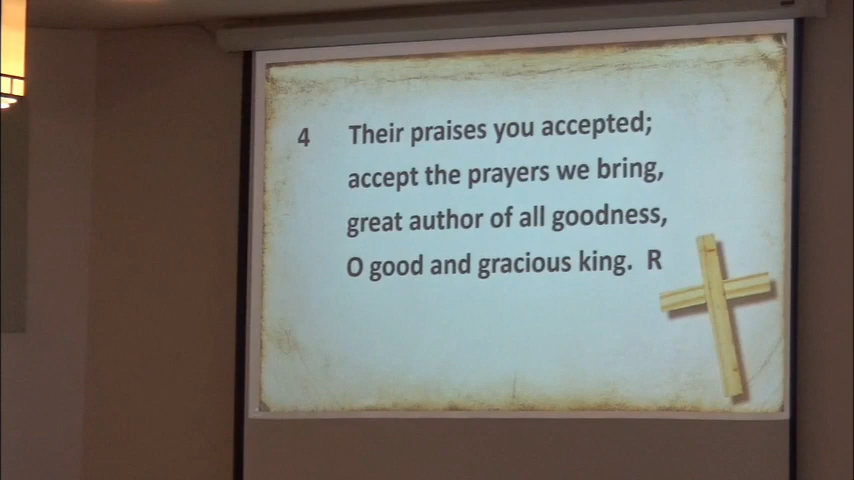 4 Their praises you accepted;
accept the prayers we bring,
great author of all goodness,
O good and gracious king. R